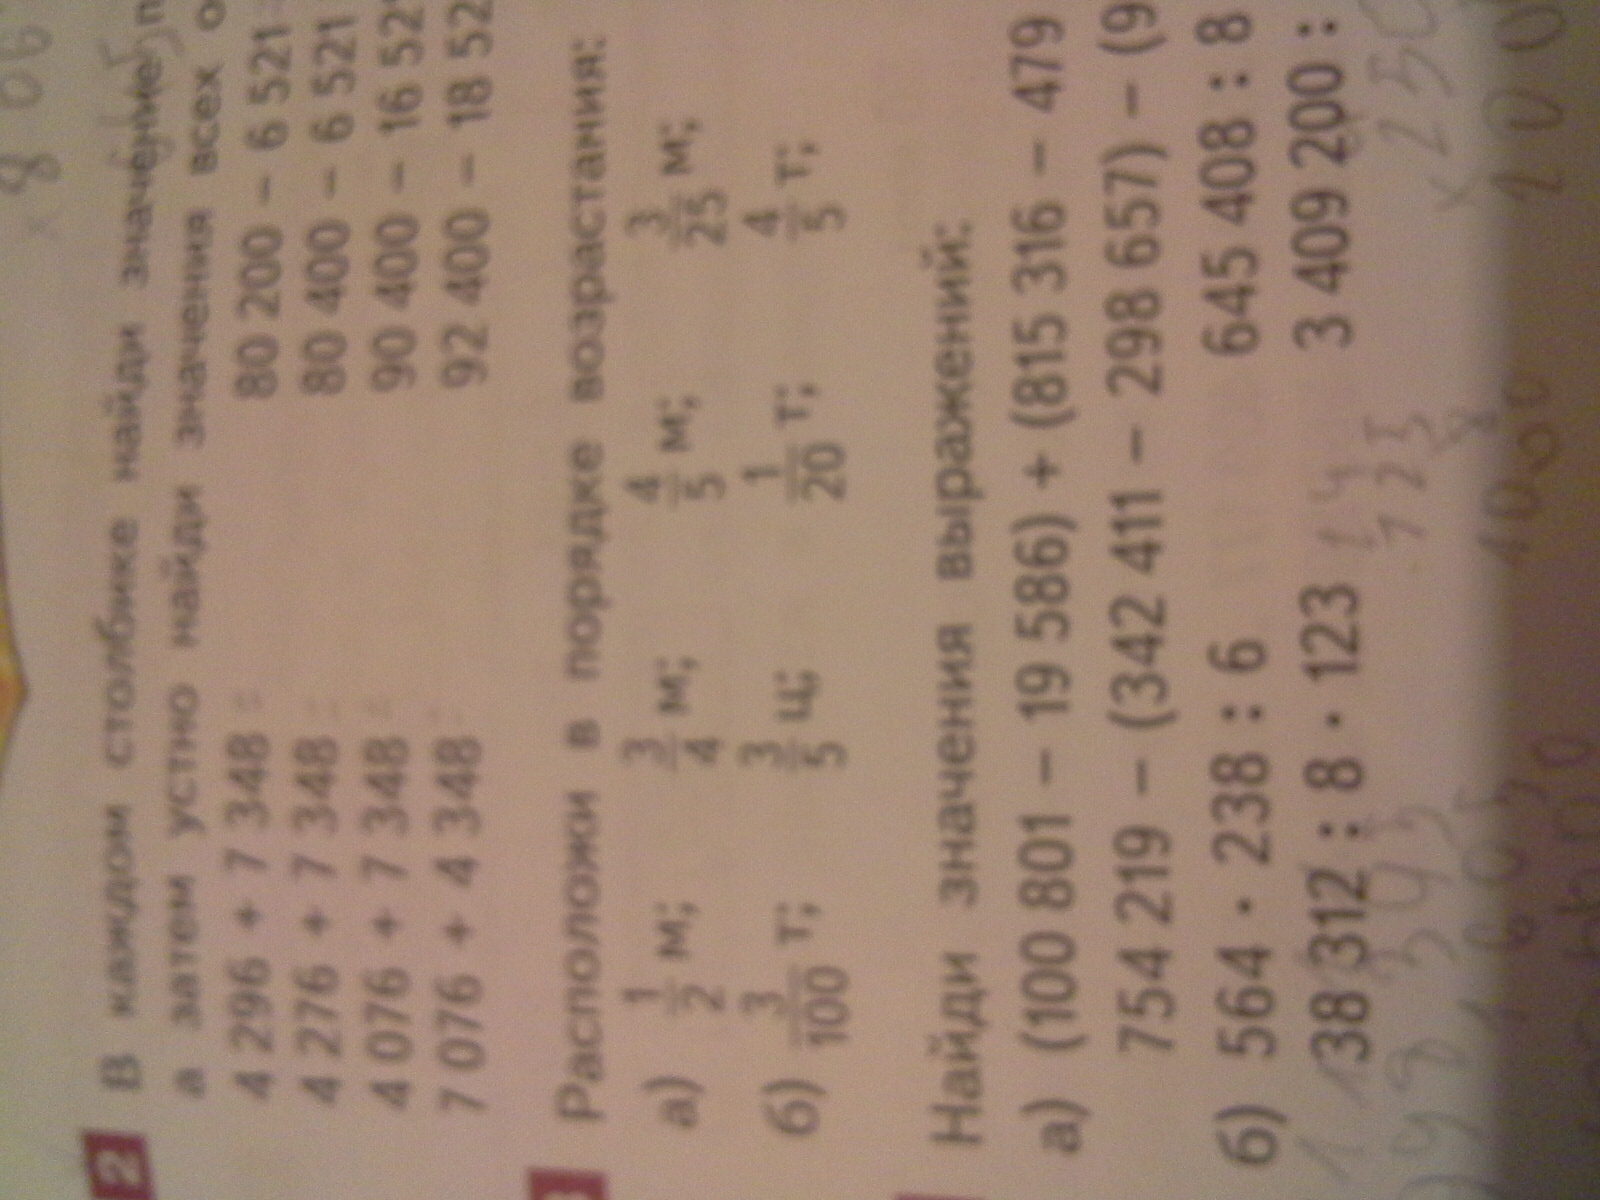 2 В каждом столбике найди значение
а затем устно найди значения всех
4 296 + 7 348 = 80 200 – 6 521 =
4 276 + 7 348 80 400 – 6 521
4 076 + 7 348 90 400 – 16 521
7 076 + 4 348 92 400 – 18 52
Расположи в порядке возрастания:
а) 1/2 м; 3/4 м; 4/5 м; 3/25 м;
б) 3/100 т; 3/5 ц; 1/20 т; 4/5 т;
Найди значения выражений:
а) (100 801 – 19 586) + (815 316 – 479
754 219 – (342 411 – 298 657) – (9
б) 564 · 238 : 6 645 408 : 8
38 312 : 8 · 123 3 409 200 :